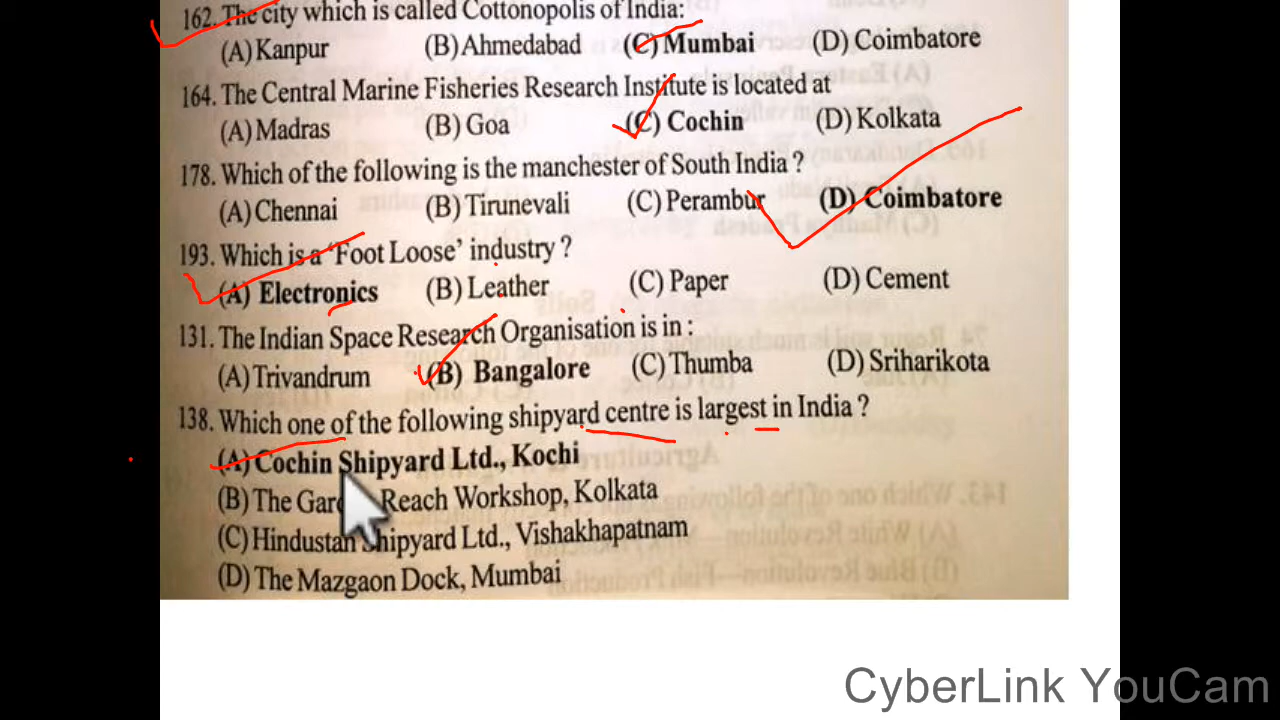 162. The city which is called Cottonopolis of India:
(A) Kanpur (B) Ahmedabad (C) Mumbai (D) Coimbatore
164. The Central Marine Fisheries Research Institute is located at
(A) Madras (B) Goa (C) Cochin (D) Kolkata
178. Which of the following is the manchester of South India ?
(A) Chennai (B) Tirunevali (C) Perambur (D) Coimbatore
193. Which is a ‘Foot Loose’ industry ?
(A) Electronics (B) Leather (C) Paper (D) Cement
131. The Indian Space Research Organisation is in :
(A) Trivandrum (B) Bangalore (C) Thumba (D) Sriharikota
138. Which one of the following shipyard centre is largest in India ?
(A) Cochin Shipyard Ltd., Kochi
(B) The Reach Workshop, Kolkata
(C) Hindustan Shipyard Ltd., Vishakhapatnam
(D) The Mazgaon Dock, Mumbai
CyberLink YouCam